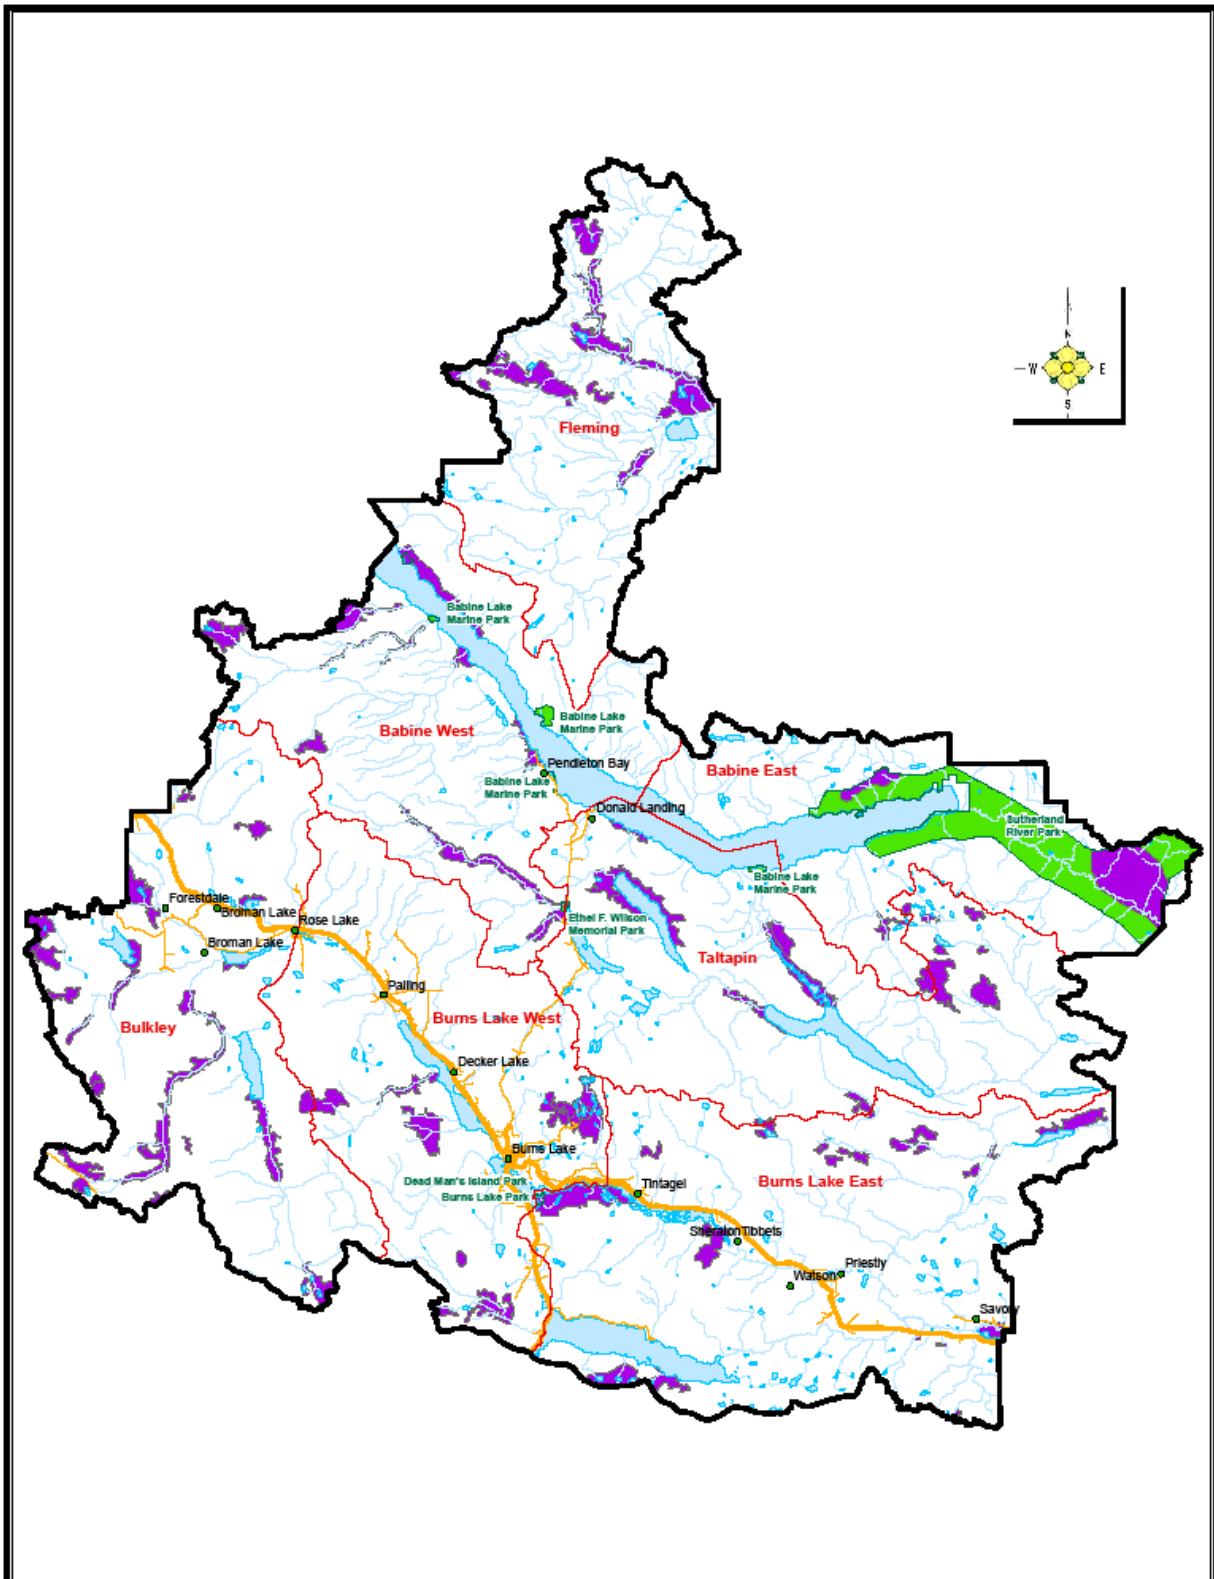 N
W
E
S
Fleming
Babine Lake
Marine Park
Babine West
Babine Lake
Marine Park
Pendleton Bay
Babine Lake
Marine Park
Babine East
Donald Landing
Sutherland
River Park
Babine Lake
Marine Park
Forestdale
Broman Lake
Rose Lake
Broman Lake
Ethel F. Wilson
Memorial Park
Taltapin
Palling
Bulkley
Burns Lake West
Decker Lake
Burns Lake
Dead Man's Island Park
Burns Lake Park
Tintagel
Burns Lake East
Sheraton
Tibbets
Priestly
Watson
Savory